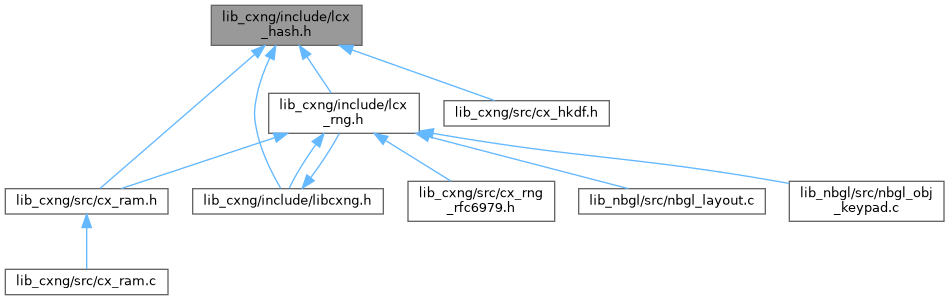 lib_cxng/include/lcx
_hash.h
lib_cxng/include/lcx
_rng.h
lib_cxng/src/cx_hkdf.h
lib_cxng/src/cx_ram.h
lib_cxng/include/libcxng.h
lib_cxng/src/cx_rng
_rfc6979.h
lib_nbgl/src/nbgl_layout.c
lib_nbgl/src/nbgl_obj
_keypad.c
lib_cxng/src/cx_ram.c